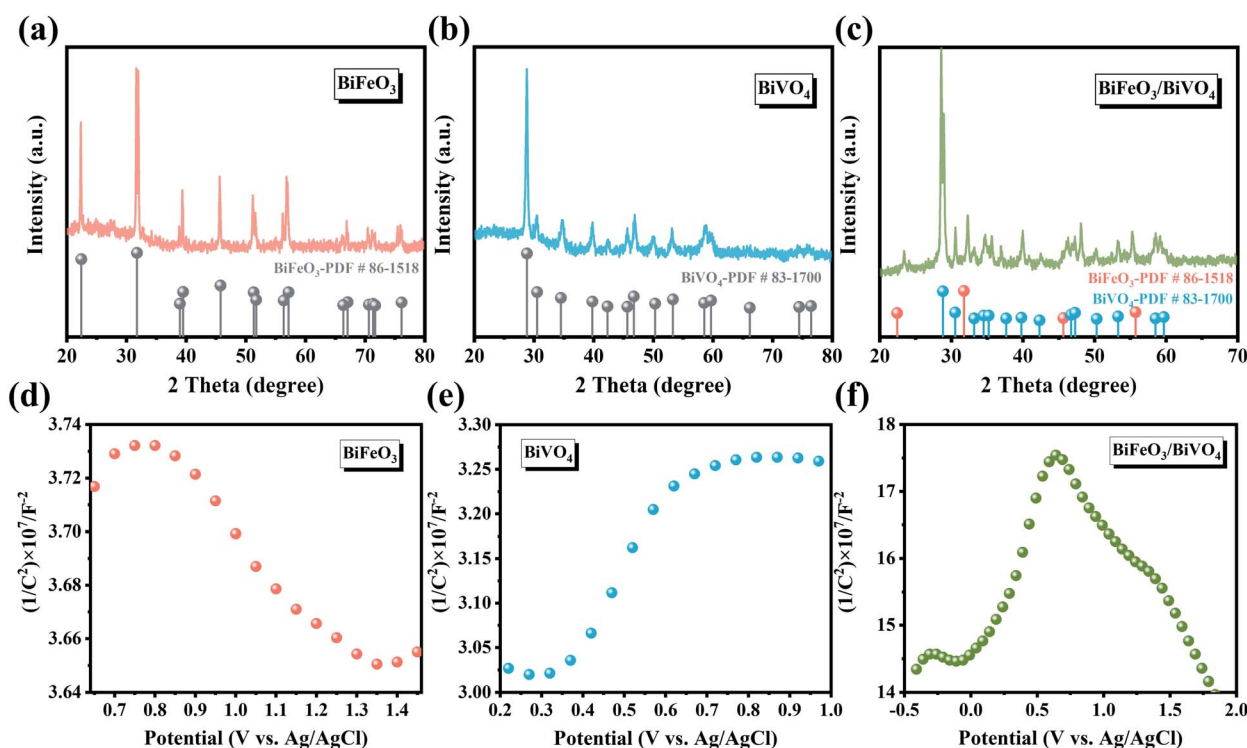 (a)
BiFeO₃
Intensity (a.u.)
BiFeO₃-PDF # 86-1518
20 30 40 50 60 70 80
2 Theta (degree)
(b)
BiVO₄
Intensity (a.u.)
BiVO₄-PDF # 83-1700
20 30 40 50 60 70 80
2 Theta (degree)
(c)
BiFeO₃/BiVO₄
Intensity (a.u.)
BiFeO₃-PDF # 86-1518
BiVO₄-PDF # 83-1700
20 30 40 50 60 70
2 Theta (degree)
(d)
BiFeO₃
(1/C²)×10⁷/F⁻²
3.74
3.72
3.70
3.68
3.66
3.64
0.7 0.8 0.9 1.0 1.1 1.2 1.3 1.4
Potential (V vs. Ag/AgCl)
(e)
BiVO₄
(1/C²)×10⁷/F⁻²
3.30
3.25
3.20
3.15
3.10
3.05
3.00
0.2 0.3 0.4 0.5 0.6 0.7 0.8 0.9 1.0
Potential (V vs. Ag/AgCl)
(f)
BiFeO₃/BiVO₄
(1/C²)×10⁷/F⁻²
18
17
16
15
14
-0.5 0.0 0.5 1.0 1.5 2.0
Potential (V vs. Ag/AgCl)